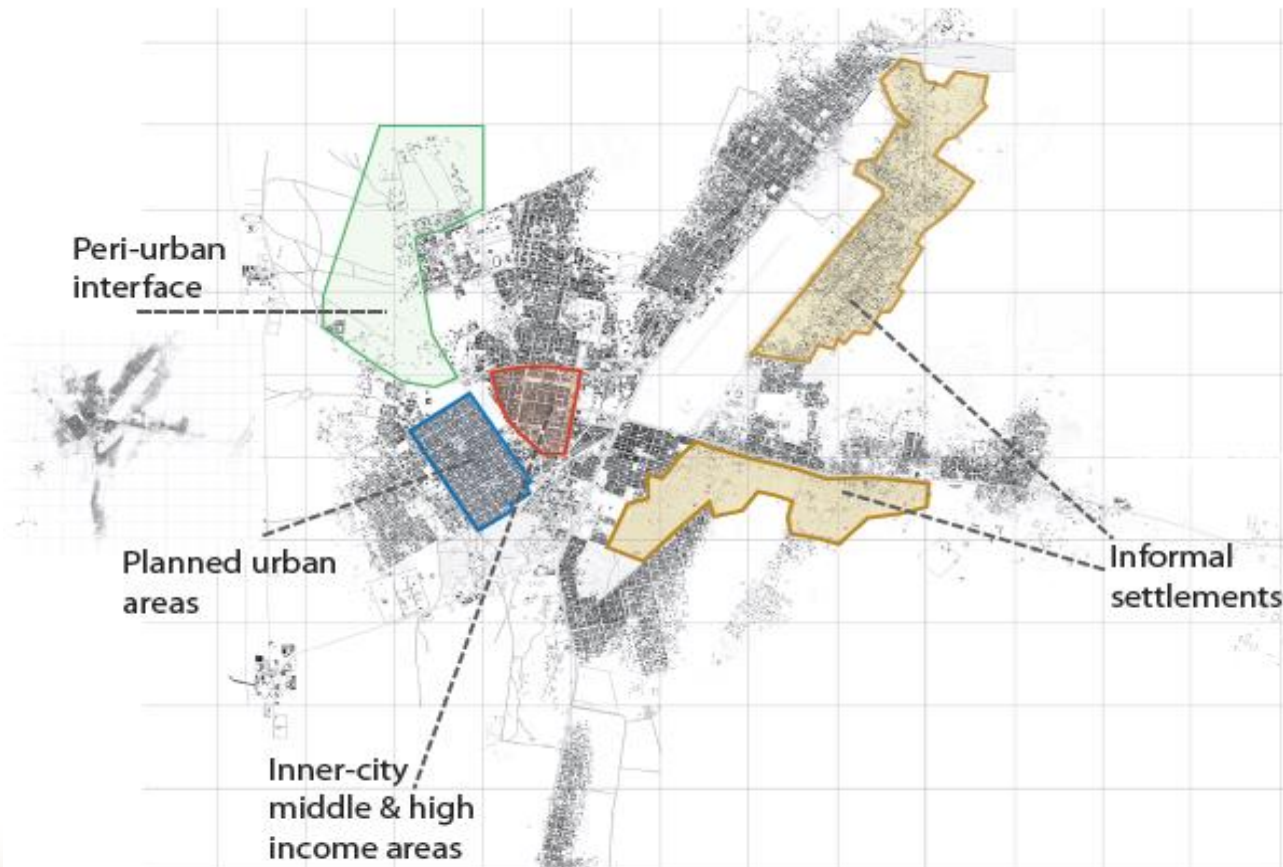 Peri-urban
interface
Planned urban
areas
Informal
settlements
Inner-city
middle & high
income areas